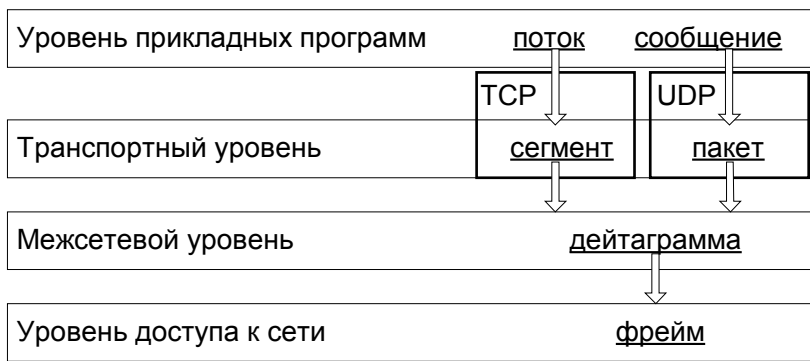 Уровень прикладных программ поток сообщение
TCP UDP
Транспортный уровень сегмент пакет
Межсетевой уровень дейтаграмма
Уровень доступа к сети фрейм